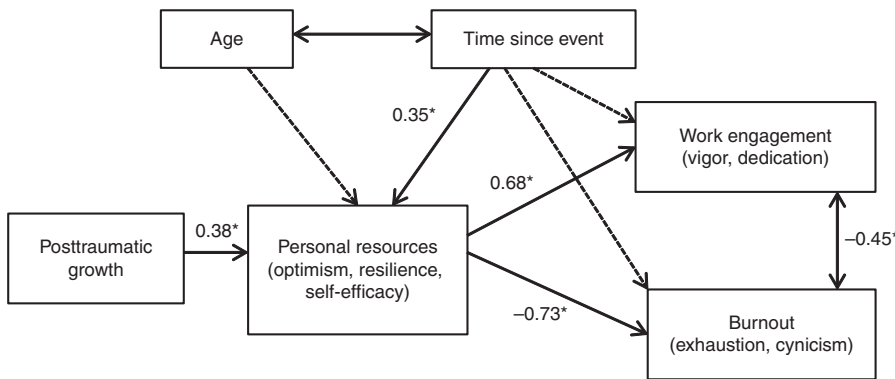 Age
Time since event
0.35*
Work engagement
(vigor, dedication)
0.68*
Posttraumatic
growth
0.38*
Personal resources
(optimism, resilience,
self-efficacy)
–0.45*
–0.73*
Burnout
(exhaustion, cynicism)